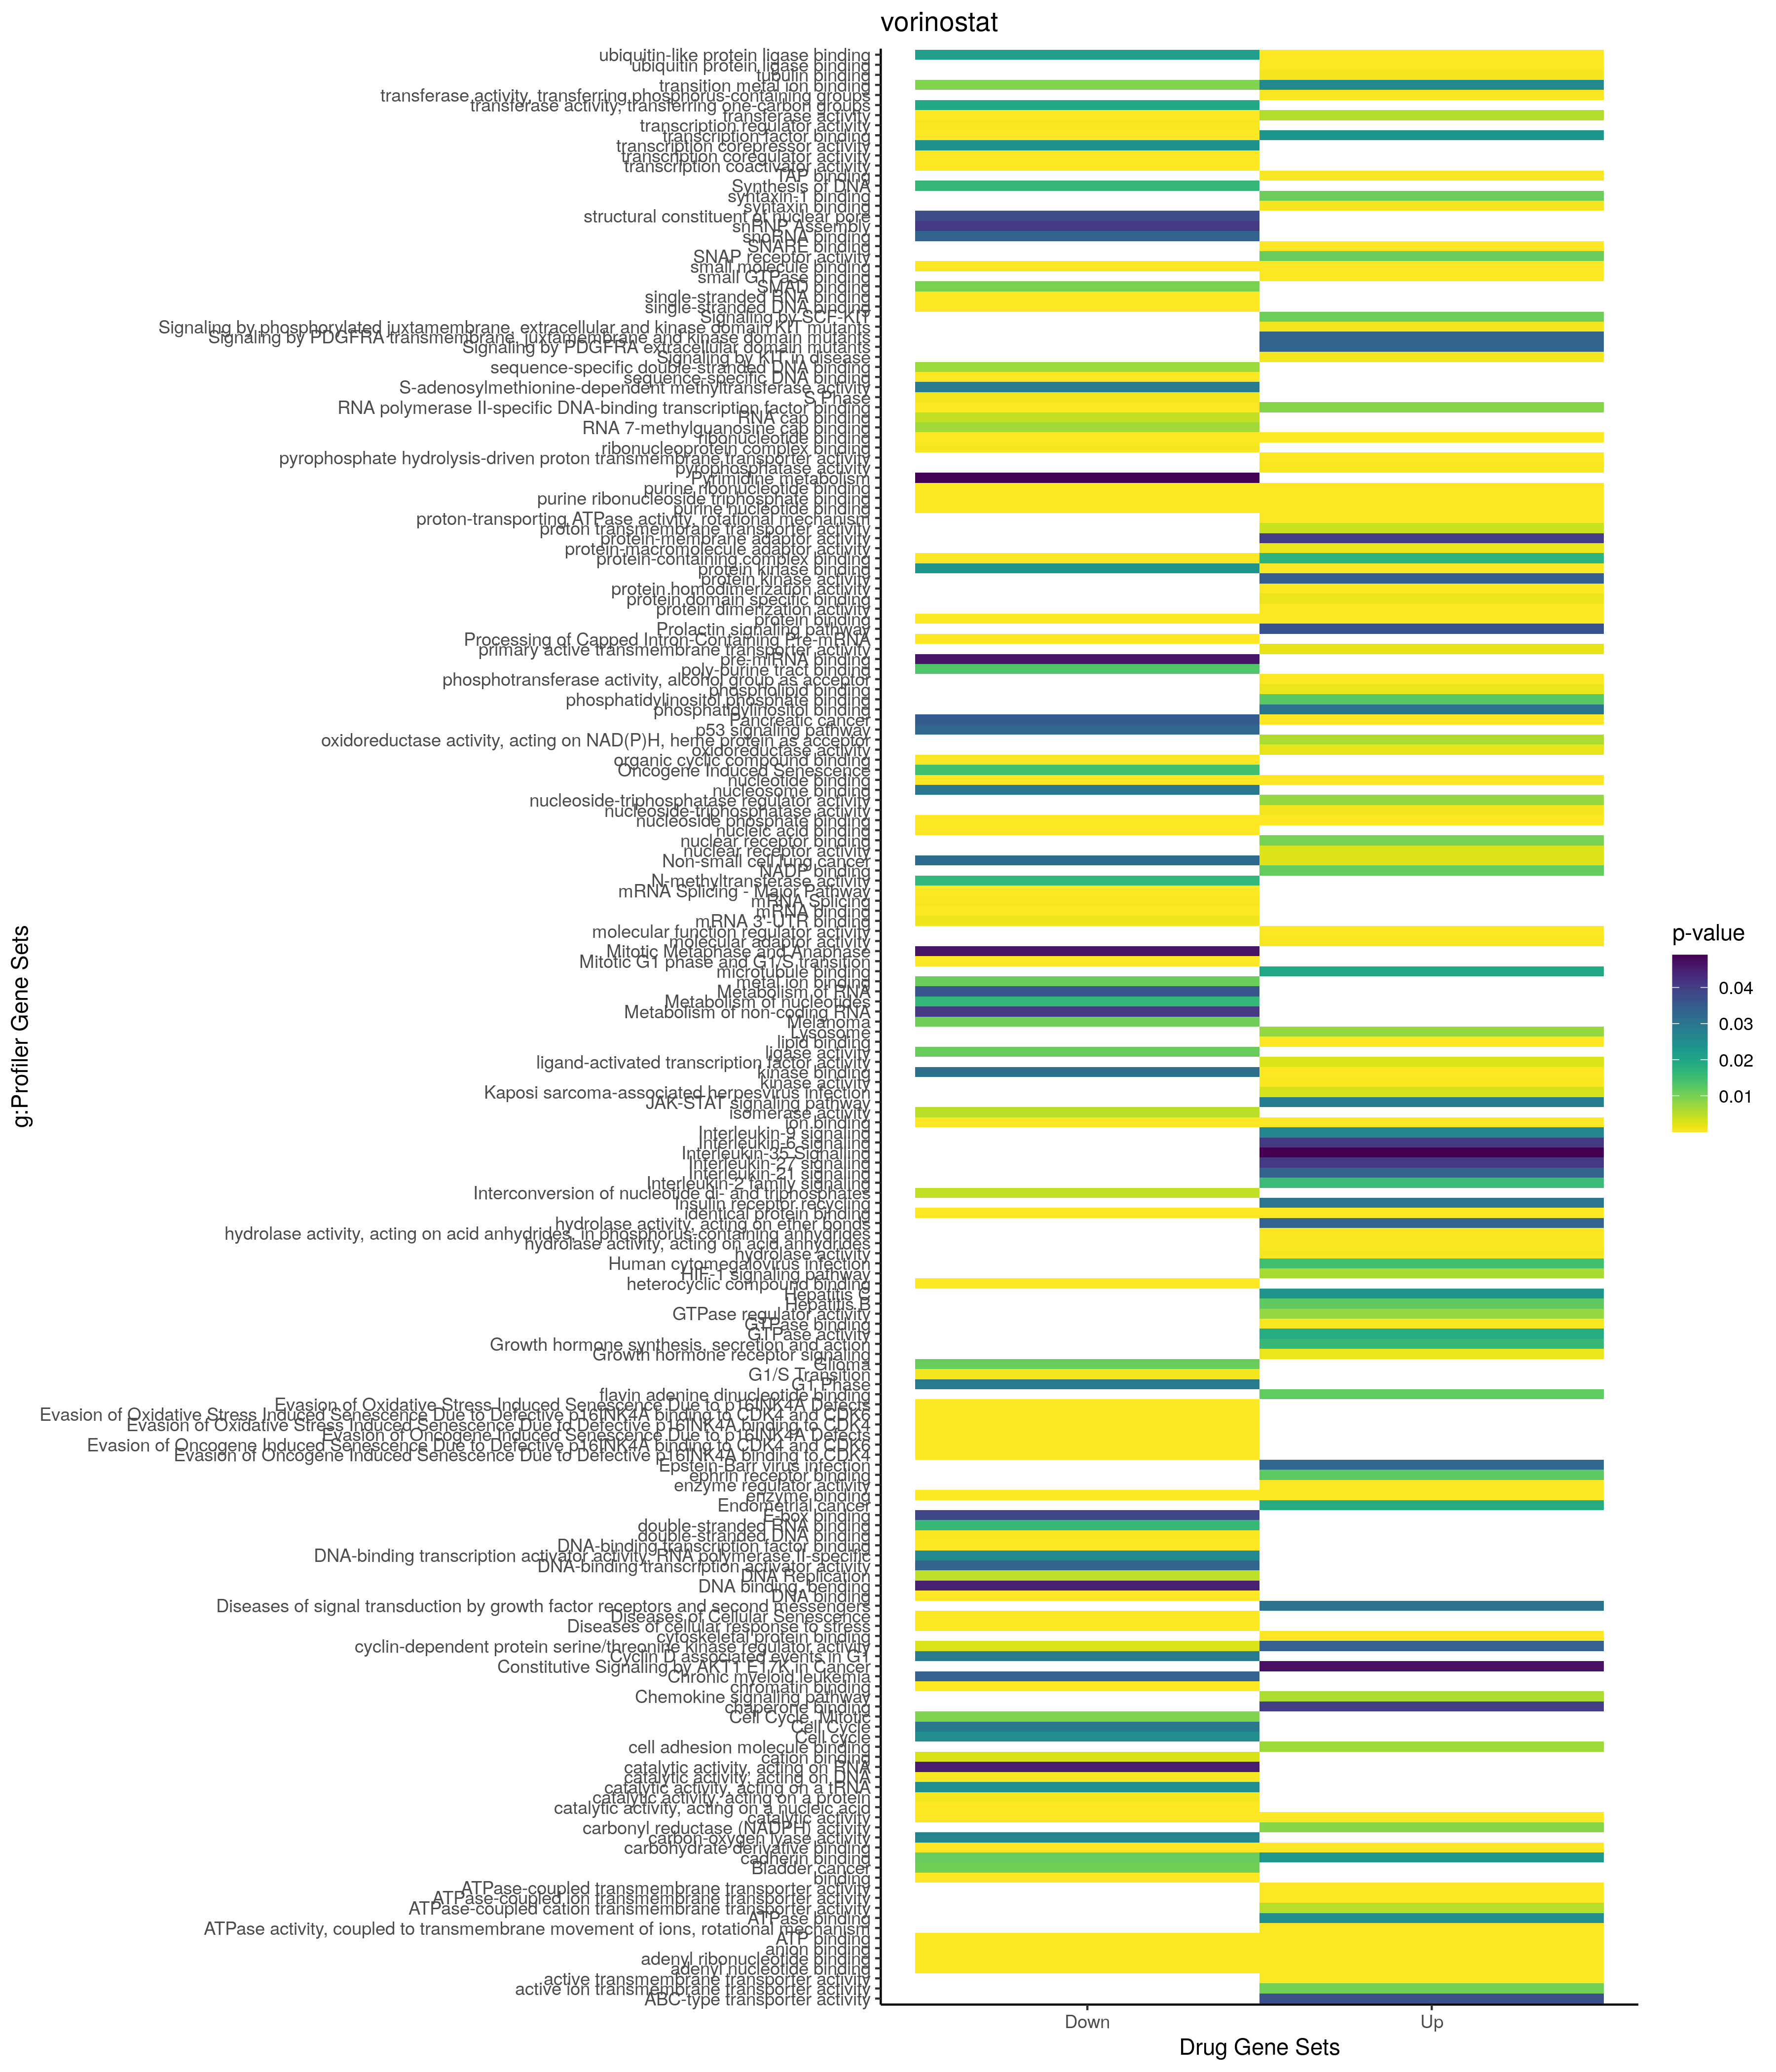 vorinostat
ubiquitin-like protein ligase binding
ubiquitin protein ligase binding
tubulin binding
transition metal ion binding
transferase activity, transferring phosphorus-containing groups
transferase activity, transferring one-carbon groups
transferase activity
transcription regulator activity
transcription factor binding
transcription corepressor activity
transcription coregulator activity
transcription coactivator activity
TAP binding
Synthesis of DNA
syntaxin-1 binding
syntaxin binding
structural constituent of nuclear pore
snRNP Assembly
snoRNA binding
SNARE binding
SNAP receptor activity
small molecule binding
small GTPase binding
SMAD binding
single-stranded RNA binding
single-stranded DNA binding
Signaling by SCF-KIT
Signaling by phosphorylated juxtamembrane, extracellular and kinase domain KIT mutants
Signaling by PDGFRA transmembrane, juxtamembrane and kinase domain mutants
Signaling by PDGFRA extracellular domain mutants
Signaling by KIT in disease
sequence-specific double-stranded DNA binding
sequence-specific DNA binding
S-adenosylmethionine-dependent methyltransferase activity
S Phase
RNA polymerase II-specific DNA-binding transcription factor binding
RNA cap binding
RNA 7-methylguanosine cap binding
ribonucleotide binding
ribonucleoprotein complex binding
pyrophosphate hydrolysis-driven proton transmembrane transporter activity
pyrophosphatase activity
Pyrimidine metabolism
purine ribonucleotide binding
purine ribonucleoside triphosphate binding
purine nucleotide binding
proton-transporting ATPase activity, rotational mechanism
proton transmembrane transporter activity
protein-membrane adaptor activity
protein-macromolecule adaptor activity
protein-containing complex binding
protein kinase binding
protein kinase activity
protein homodimerization activity
protein domain specific binding
protein dimerization activity
protein binding
Prolactin signaling pathway
Processing of Capped Intron-Containing Pre-mRNA
primary active transmembrane transporter activity
pre-miRNA binding
poly-purine tract binding
phosphotransferase activity, alcohol group as acceptor
phospholipid binding
phosphatidylinositol phosphate binding
phosphatidylinositol binding
Pancreatic cancer
p53 signaling pathway
oxidoreductase activity, acting on NAD(P)H, heme protein as acceptor
oxidoreductase activity
organic cyclic compound binding
Oncogene Induced Senescence
nucleotide binding
nucleosome binding
nucleoside-triphosphatase regulator activity
nucleoside-triphosphatase activity
nucleoside phosphate binding
nucleic acid binding
nuclear receptor binding
nuclear receptor activity
Non-small cell lung cancer
NADP binding
N-methyltransferase activity
mRNA Splicing - Major Pathway
mRNA Splicing
mRNA binding
mRNA 3'-UTR binding
molecular function regulator activity
molecular adaptor activity
Mitotic Metaphase and Anaphase
Mitotic G1 phase and G1/S transition
microtubule binding
metal ion binding
Metabolism of RNA
Metabolism of nucleotides
Metabolism of non-coding RNA
Melanoma
Lysosome
lipid binding
ligase activity
ligand-activated transcription factor activity
kinase binding
kinase activity
Kaposi sarcoma-associated herpesvirus infection
JAK-STAT signaling pathway
isomerase activity
ion binding
Interleukin-9 signaling
Interleukin-6 signaling
Interleukin-35 Signalling
Interleukin-27 signaling
Interleukin-21 signaling
Interleukin-2 family signaling
Interconversion of nucleotide di- and triphosphates
Insulin receptor recycling
identical protein binding
hydrolase activity, acting on ether bonds
hydrolase activity, acting on acid anhydrides, in phosphorus-containing anhydrides
hydrolase activity, acting on acid anhydrides
hydrolase activity
Human cytomegalovirus infection
HIF-1 signaling pathway
heterocyclic compound binding
Hepatitis C
Hepatitis B
GTPase regulator activity
GTPase binding
GTPase activity
Growth hormone synthesis, secretion and action
Growth hormone receptor signaling
Glioma
G1/S Transition
G1 Phase
flavin adenine dinucleotide binding
Evasion of Oxidative Stress Induced Senescence Due to p16INK4A Defects
Evasion of Oxidative Stress Induced Senescence Due to Defective p16INK4A binding to CDK4 and CDK6
Evasion of Oxidative Stress Induced Senescence Due to Defective p16INK4A binding to CDK4
Evasion of Oncogene Induced Senescence Due to p16INK4A Defects
Evasion of Oncogene Induced Senescence Due to Defective p16INK4A binding to CDK4 and CDK6
Evasion of Oncogene Induced Senescence Due to Defective p16INK4A binding to CDK4
Epstein-Barr virus infection
ephrin receptor binding
enzyme regulator activity
enzyme binding
Endometrial cancer
E-box binding
double-stranded RNA binding
double-stranded DNA binding
DNA-binding transcription factor binding
DNA-binding transcription activator activity, RNA polymerase II-specific
DNA-binding transcription activator activity
DNA Replication
DNA binding, bending
DNA binding
Diseases of signal transduction by growth factor receptors and second messengers
Diseases of Cellular Senescence
Diseases of cellular response to stress
cytoskeletal protein binding
cyclin-dependent protein serine/threonine kinase regulator activity
Cyclin D associated events in G1
Constitutive Signaling by AKT1 E17K in Cancer
Chronic myeloid leukemia
chromatin binding
Chemokine signaling pathway
chaperone binding
Cell Cycle, Mitotic
Cell Cycle
Cell cycle
cell adhesion molecule binding
cation binding
catalytic activity, acting on RNA
catalytic activity, acting on DNA
catalytic activity, acting on a tRNA
catalytic activity, acting on a protein
catalytic activity, acting on a nucleic acid
catalytic activity
carbonyl reductase (NADPH) activity
carbon-oxygen lyase activity
carbohydrate derivative binding
cadherin binding
Bladder cancer
binding
ATPase-coupled transmembrane transporter activity
ATPase-coupled ion transmembrane transporter activity
ATPase-coupled cation transmembrane transporter activity
ATPase binding
ATPase activity, coupled to transmembrane movement of ions, rotational mechanism
ATP binding
anion binding
adenyl ribonucleotide binding
adenyl nucleotide binding
active transmembrane transporter activity
active ion transmembrane transporter activity
ABC-type transporter activity
Down
Up
Drug Gene Sets
g:Profiler Gene Sets
p-value
0.04
0.03
0.02
0.01